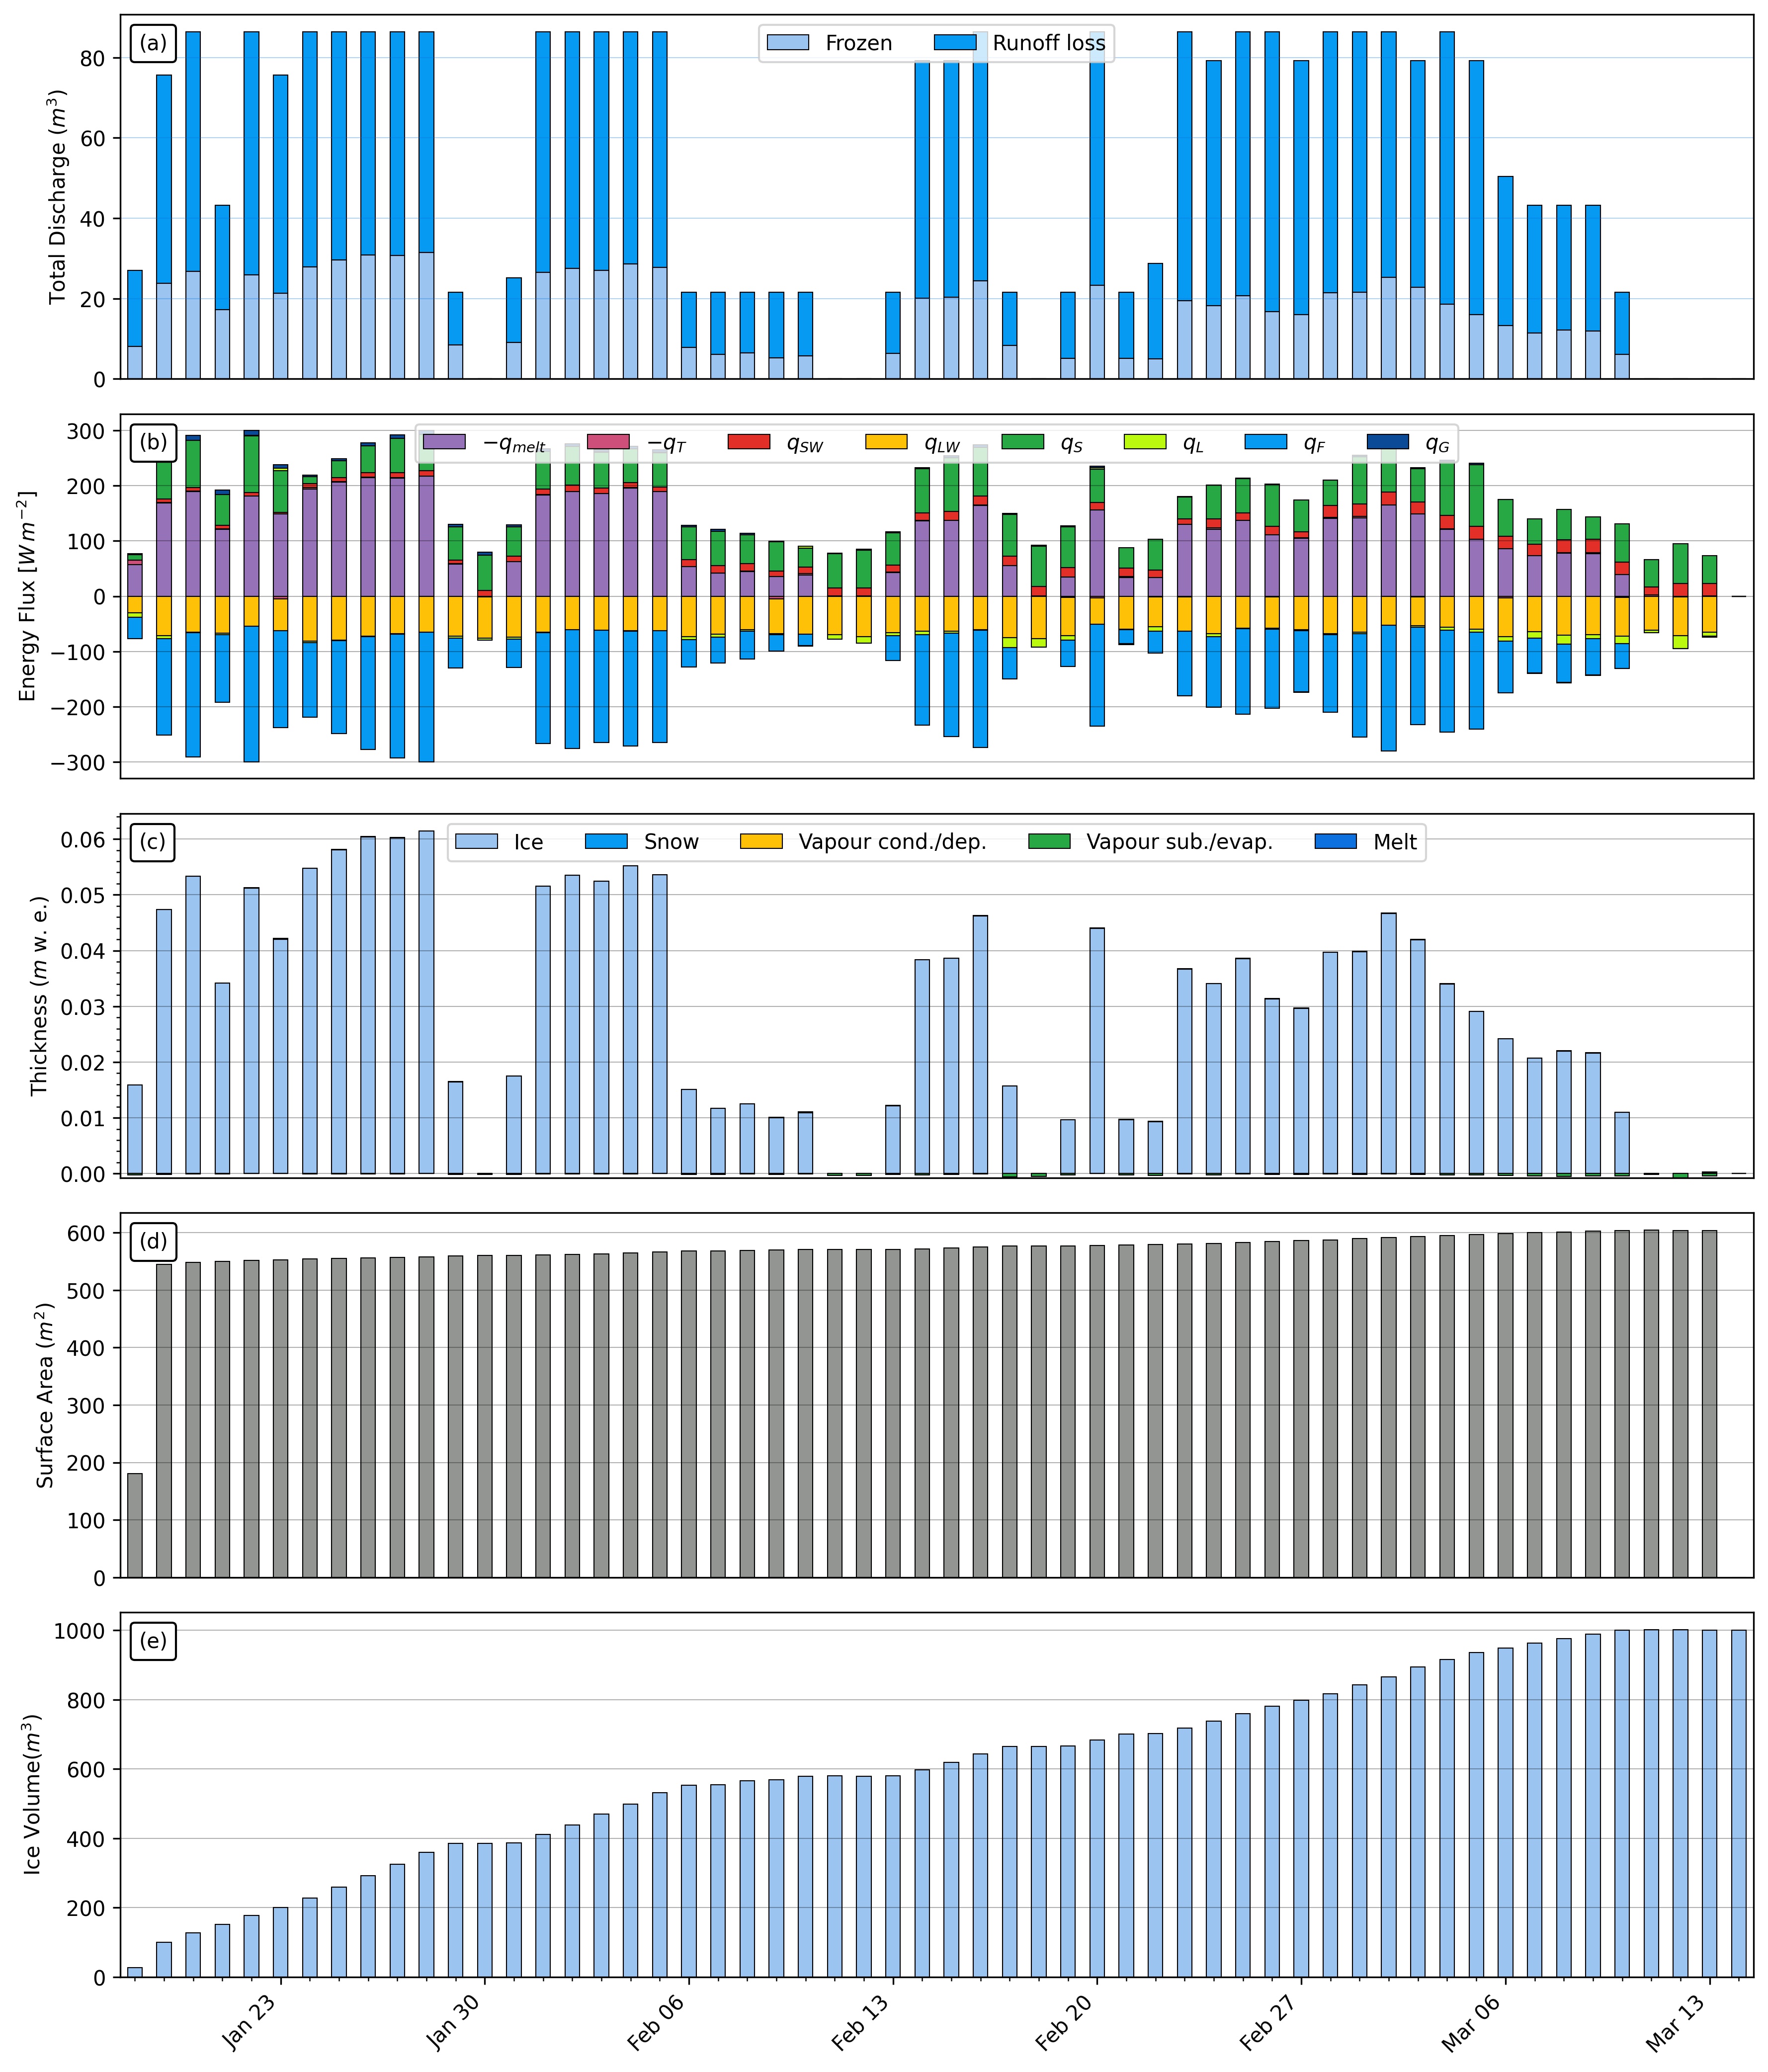 (a)
Frozen Runoff loss
Total Discharge (m³)
80
60
40
20
0
(b)
−q_melt −q_T q_SW q_LW q_S q_L q_F q_G
Energy Flux [W m⁻²]
300
200
100
0
−100
−200
−300
(c)
Ice Snow Vapour cond./dep. Vapour sub./evap. Melt
Thickness (m w. e.)
0.06
0.05
0.04
0.03
0.02
0.01
0.00
(d)
Surface Area (m²)
600
500
400
300
200
100
0
(e)
Ice Volume(m³)
1000
800
600
400
200
0
Jan 23 Jan 30 Feb 06 Feb 13 Feb 20 Feb 27 Mar 06 Mar 13